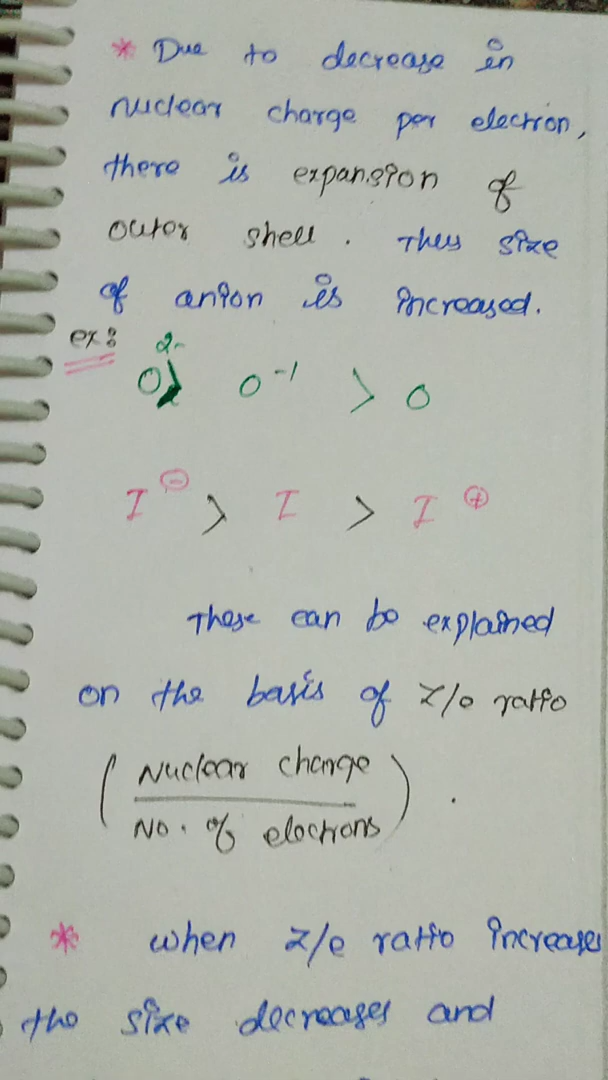 * Due to decrease in
nuclear charge per electron,
there is expansion of
outer shell. Thus size
of anion is increased.
ex:
O²⁻ > O⁻¹ > O
I⊖ > I > I⊕
These can be explained
on the basis of Z/e ratio
(Nuclear charge
No. of electrons).
* when z/e ratio increases
the size decreases and